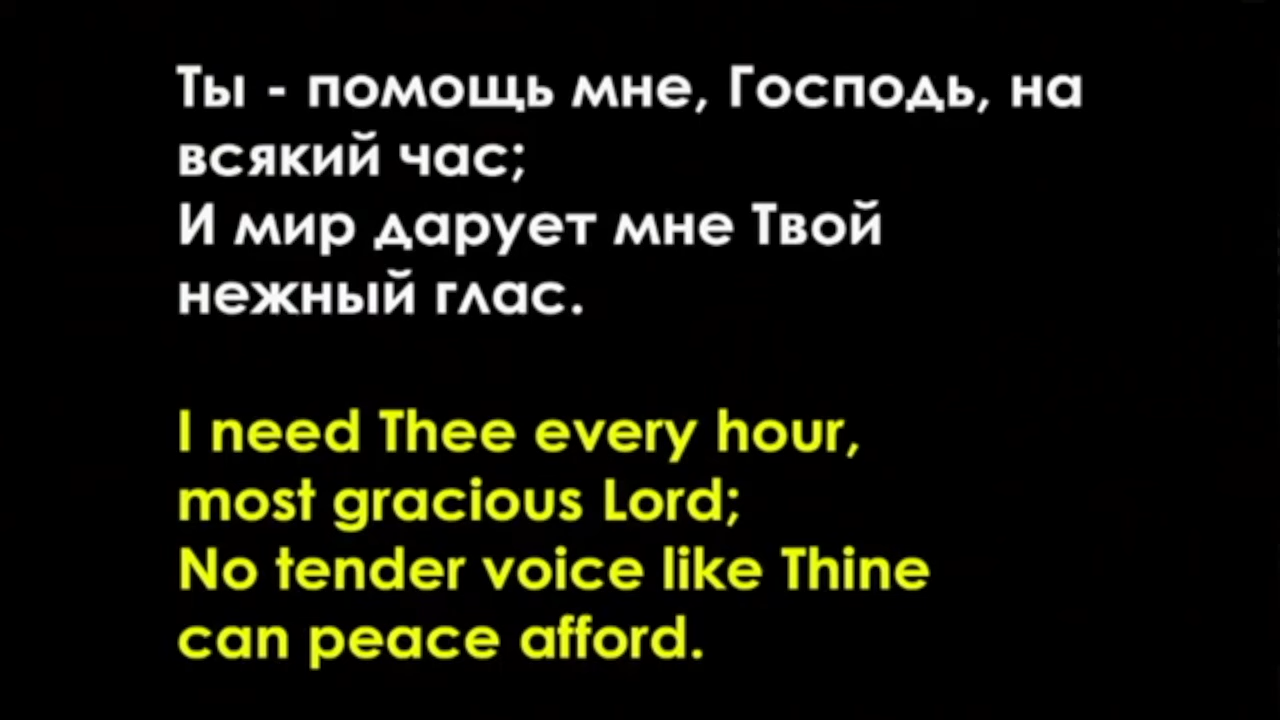 Ты - помощь мне, Господь, на
всякий час;
И мир дарует мне Твой
нежный глас.
I need Thee every hour,
most gracious Lord;
No tender voice like Thine
can peace afford.